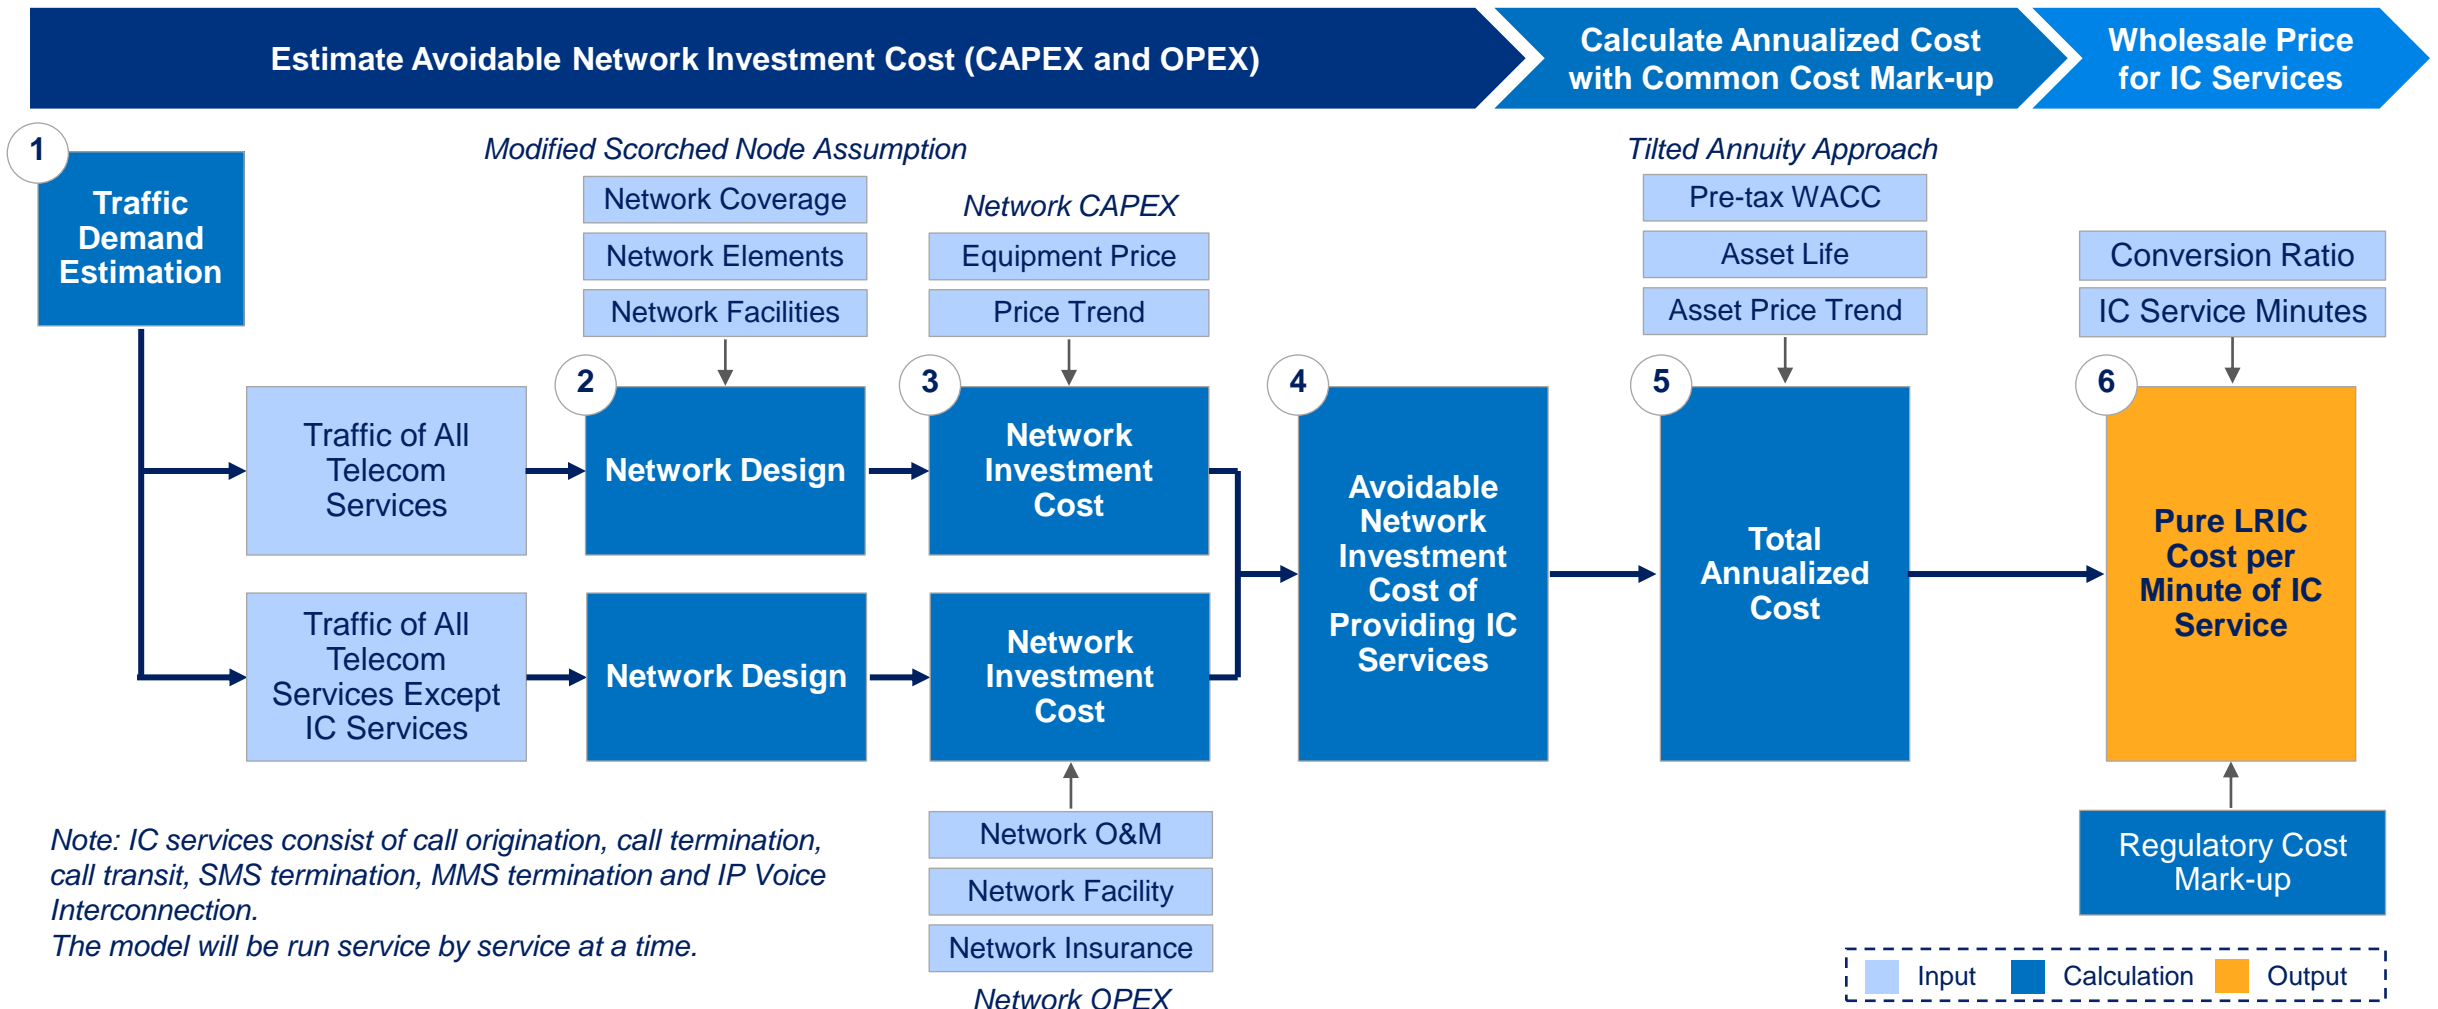 Estimate Avoidable Network Investment Cost (CAPEX and OPEX)
Calculate Annualized Cost
with Common Cost Mark-up
Wholesale Price
for IC Services
1
Traffic
Demand
Estimation
Modified Scorched Node Assumption
Network Coverage
Network Elements
Network Facilities
Network CAPEX
Equipment Price
Price Trend
Tilted Annuity Approach
Pre-tax WACC
Asset Life
Asset Price Trend
Conversion Ratio
IC Service Minutes
Traffic of All
Telecom
Services
2
Network Design
3
Network
Investment
Cost
4
Avoidable
Network
Investment
Cost of
Providing IC
Services
5
Total
Annualized
Cost
6
Pure LRIC
Cost per
Minute of IC
Service
Traffic of All
Telecom
Services Except
IC Services
Network Design
Network
Investment
Cost
Network O&M
Network Facility
Network Insurance
Network OPEX
Regulatory Cost
Mark-up
Note: IC services consist of call origination, call termination,
call transit, SMS termination, MMS termination and IP Voice
Interconnection.
The model will be run service by service at a time.
Input
Calculation
Output